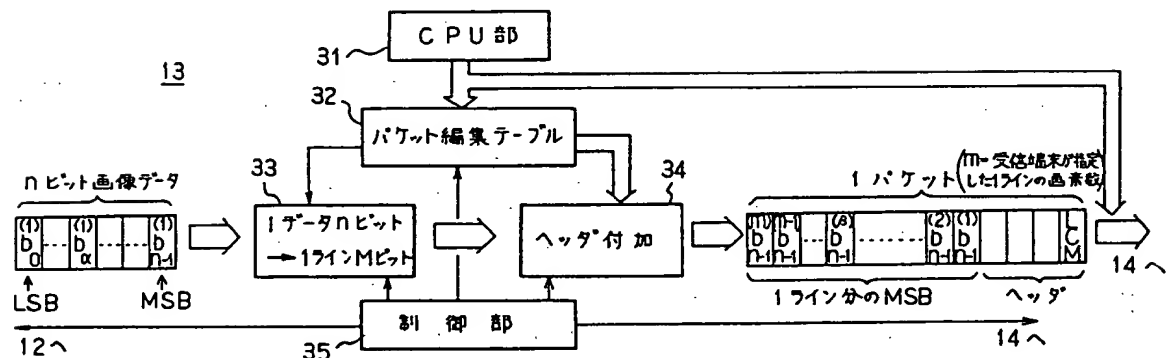 CPU部
31
13
32
パケット編集テーブル
nビット画像データ
33
34
1パケット(m=受信端末が指定
した1ラインの画素数)
(1) (1) (1)
b ---- b ---- b
0 α n-1
1データnビット
→1ラインMビット
ヘッダ付加
(m) (m-1) (β) (2) (1)
b b --- b -------- b b
n-1 n-1 n-1 n-1 n-1
LCM
LSB
MSB
1ライン分のMSB
ヘッダ
14へ
制御部
12へ
35
14へ